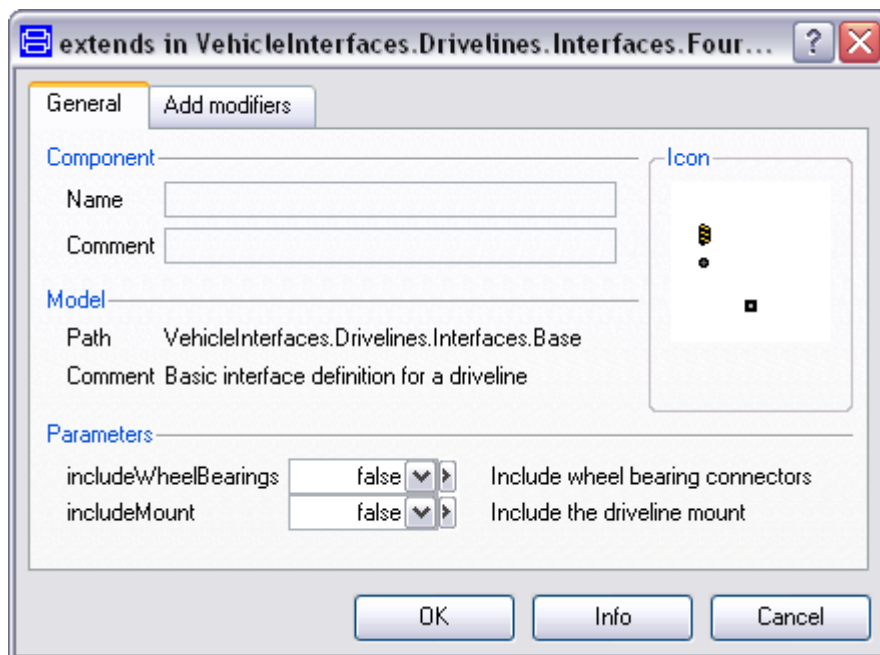 extends in VehicleInterfaces.Drivelines.Interfaces.Four...
General
Add modifiers
Component
Icon
Name
Comment
Model
Path VehicleInterfaces.Drivelines.Interfaces.Base
Comment Basic interface definition for a driveline
Parameters
includeWheelBearings false Include wheel bearing connectors
includeMount false Include the driveline mount
OK Info Cancel